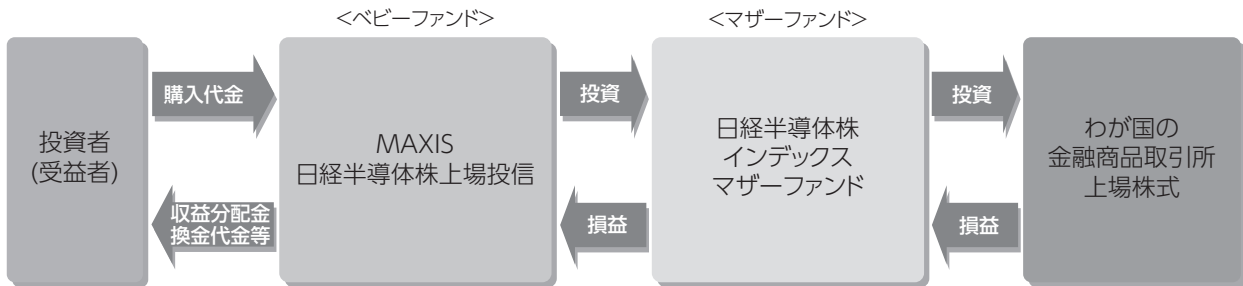 <ベビーファンド>
<マザーファンド>
投資者
(受益者)
購入代金
収益分配金
換金代金等
MAXIS
日経半導体株上場投信
投資
損益
日経半導体株
インデックス
マザーファンド
投資
損益
わが国の
金融商品取引所
上場株式